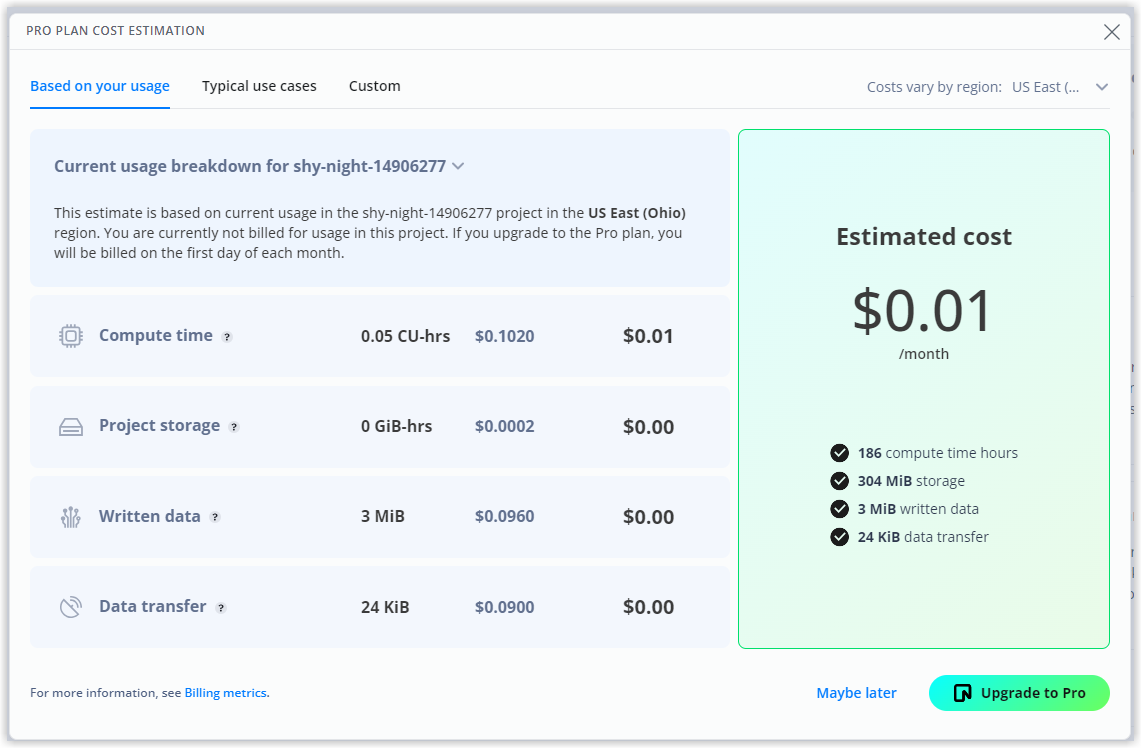 PRO PLAN COST ESTIMATION
Based on your usage
Typical use cases
Custom
Costs vary by region: US East (...
Current usage breakdown for shy-night-14906277
This estimate is based on current usage in the shy-night-14906277 project in the US East (Ohio)
region. You are currently not billed for usage in this project. If you upgrade to the Pro plan, you
will be billed on the first day of each month.
Compute time ? 0.05 CU-hrs $0.1020 $0.01
Project storage ? 0 GiB-hrs $0.0002 $0.00
Written data ? 3 MiB $0.0960 $0.00
Data transfer ? 24 KiB $0.0900 $0.00
Estimated cost
$0.01
/month
186 compute time hours
304 MiB storage
3 MiB written data
24 KiB data transfer
For more information, see Billing metrics.
Maybe later
Upgrade to Pro